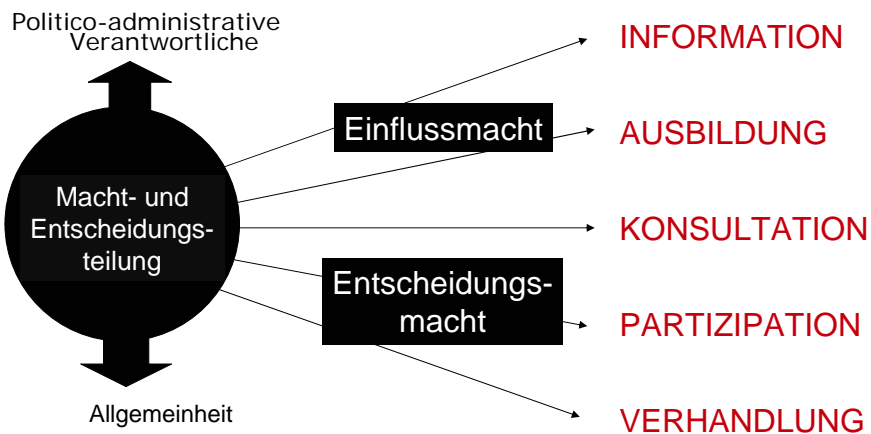 Politico-administrative
Verantwortliche
Macht- und
Entscheidungs-
teilung
Allgemeinheit
Einflussmacht
Entscheidungs-
macht
INFORMATION
AUSBILDUNG
KONSULTATION
PARTIZIPATION
VERHANDLUNG